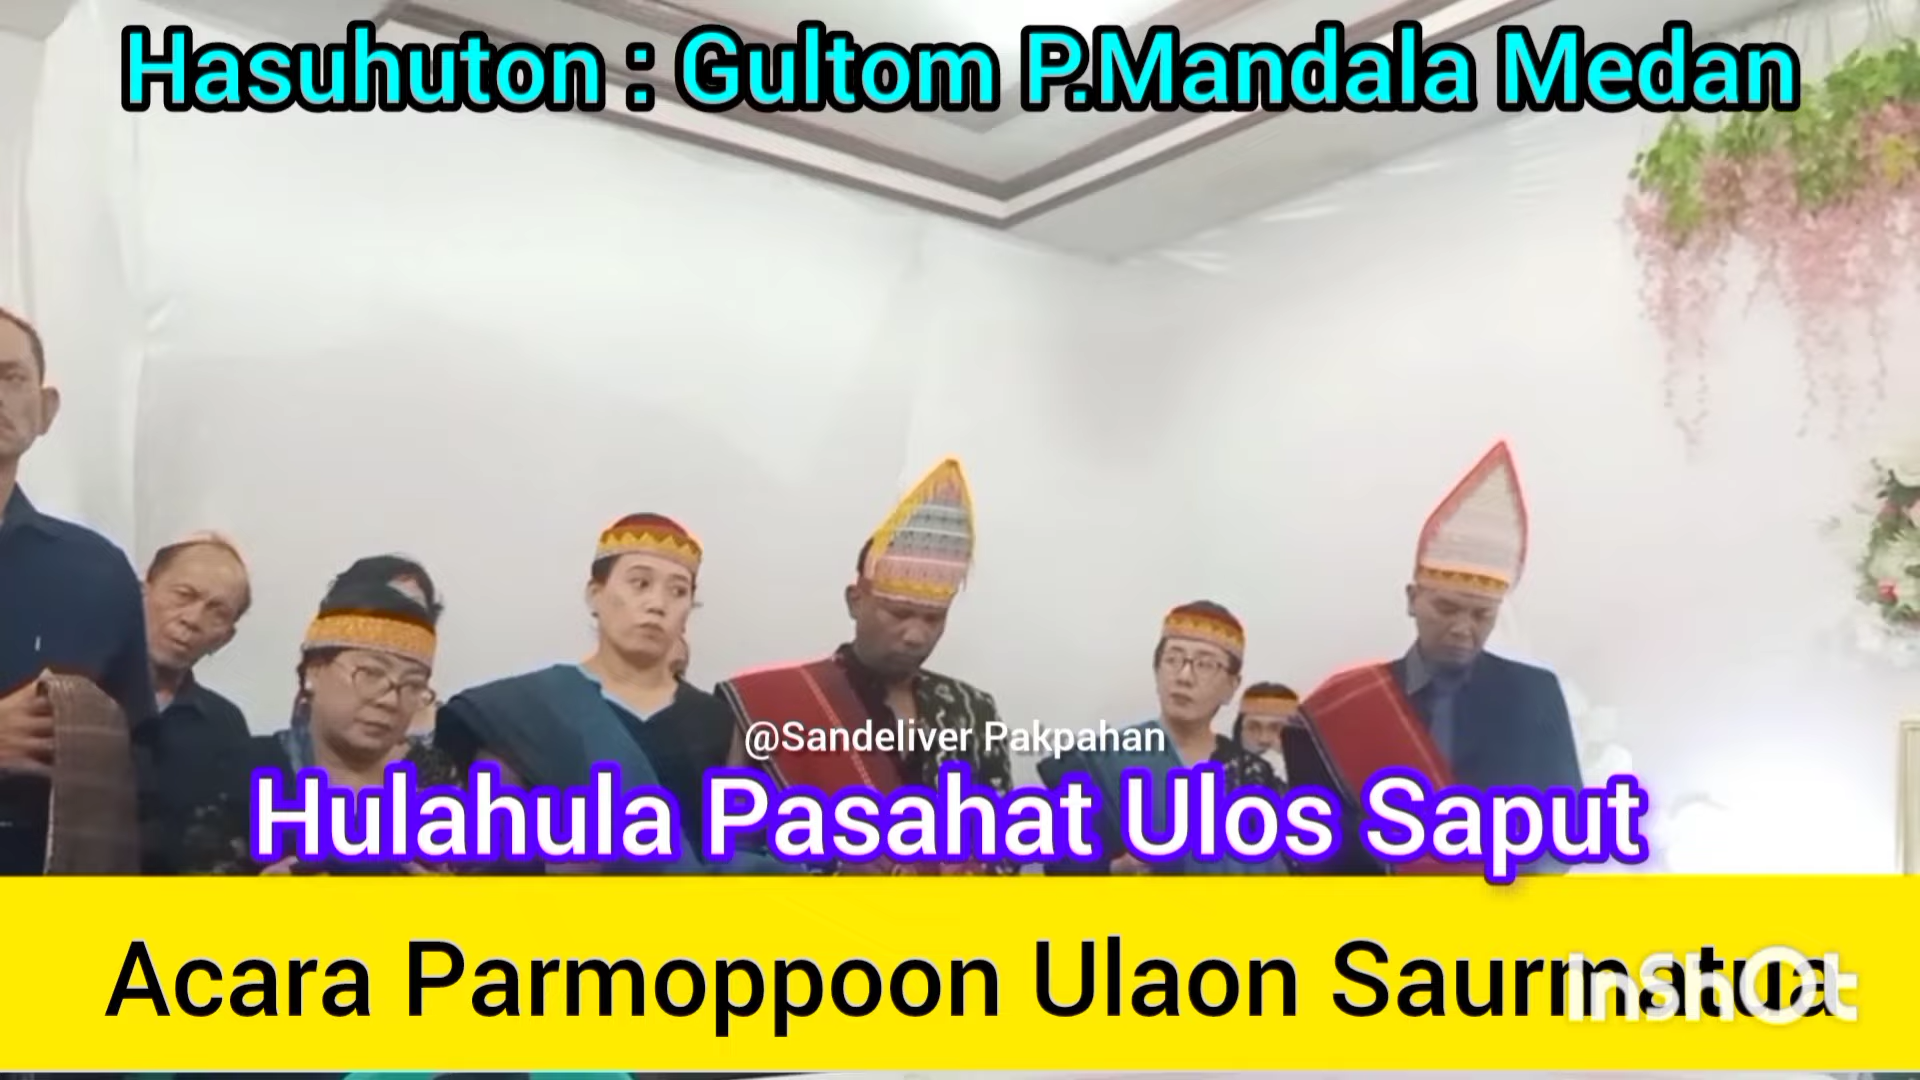 Hasuhuton : Gultom P.Mandala Medan
@Sandeliver Pakpahan
Hulahula Pasahat Ulos Saput
Acara Parmoppoon Ulaon Saurmatua
InShOt